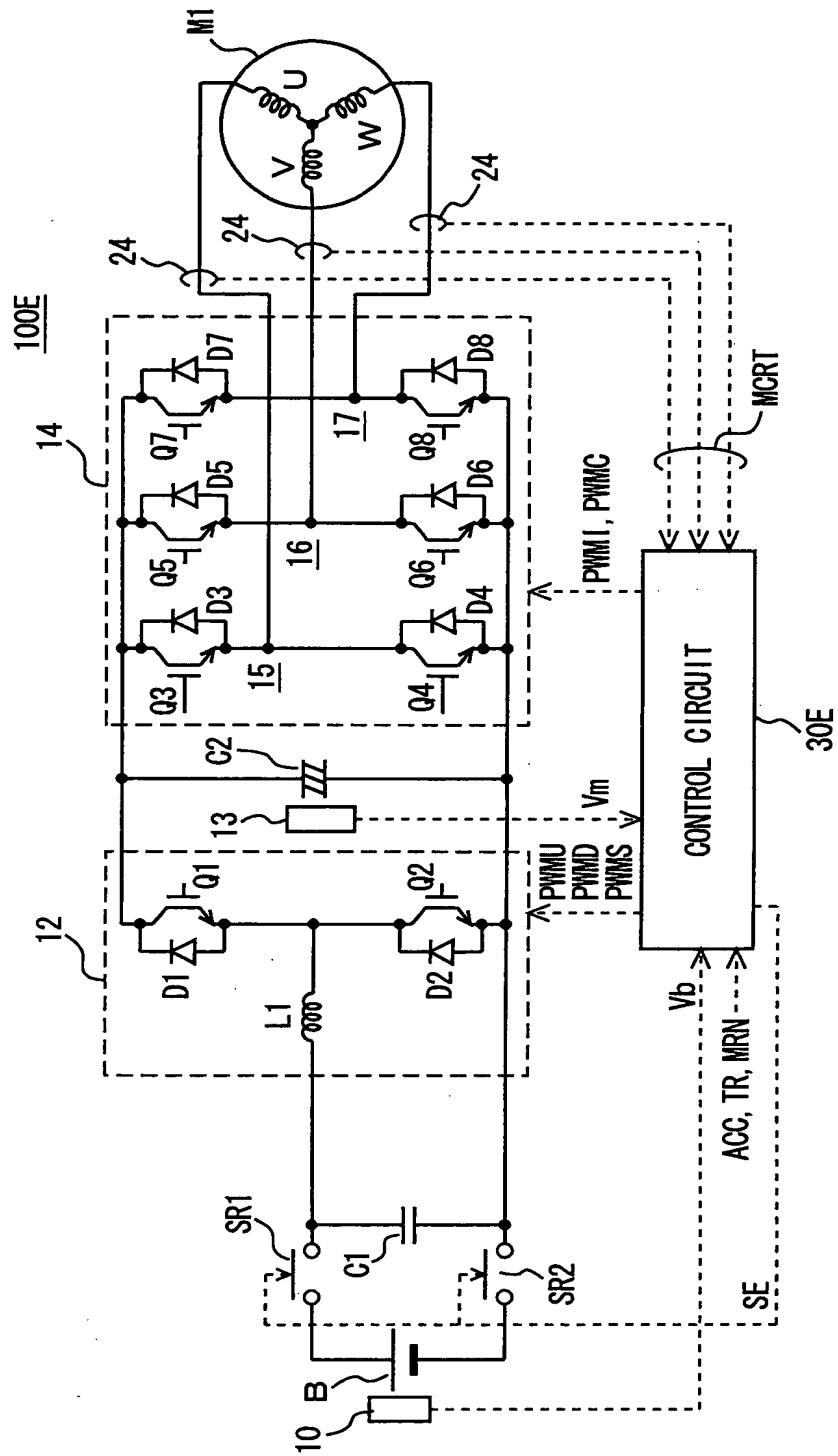 100E
14
12
24
24
24
M1
U
V
W
Q7
D7
Q5
D5
Q3
D3
17
16
15
Q8
D8
Q6
D6
Q4
D4
C2
13
Q1
D1
Q2
D2
L1
SR1
C1
SR2
B
10
MCRT
PWMI, PWMC
Vm
PWMU
PWMD
PWMS
Vb
ACC, TR, MRN
SE
CONTROL CIRCUIT
30E